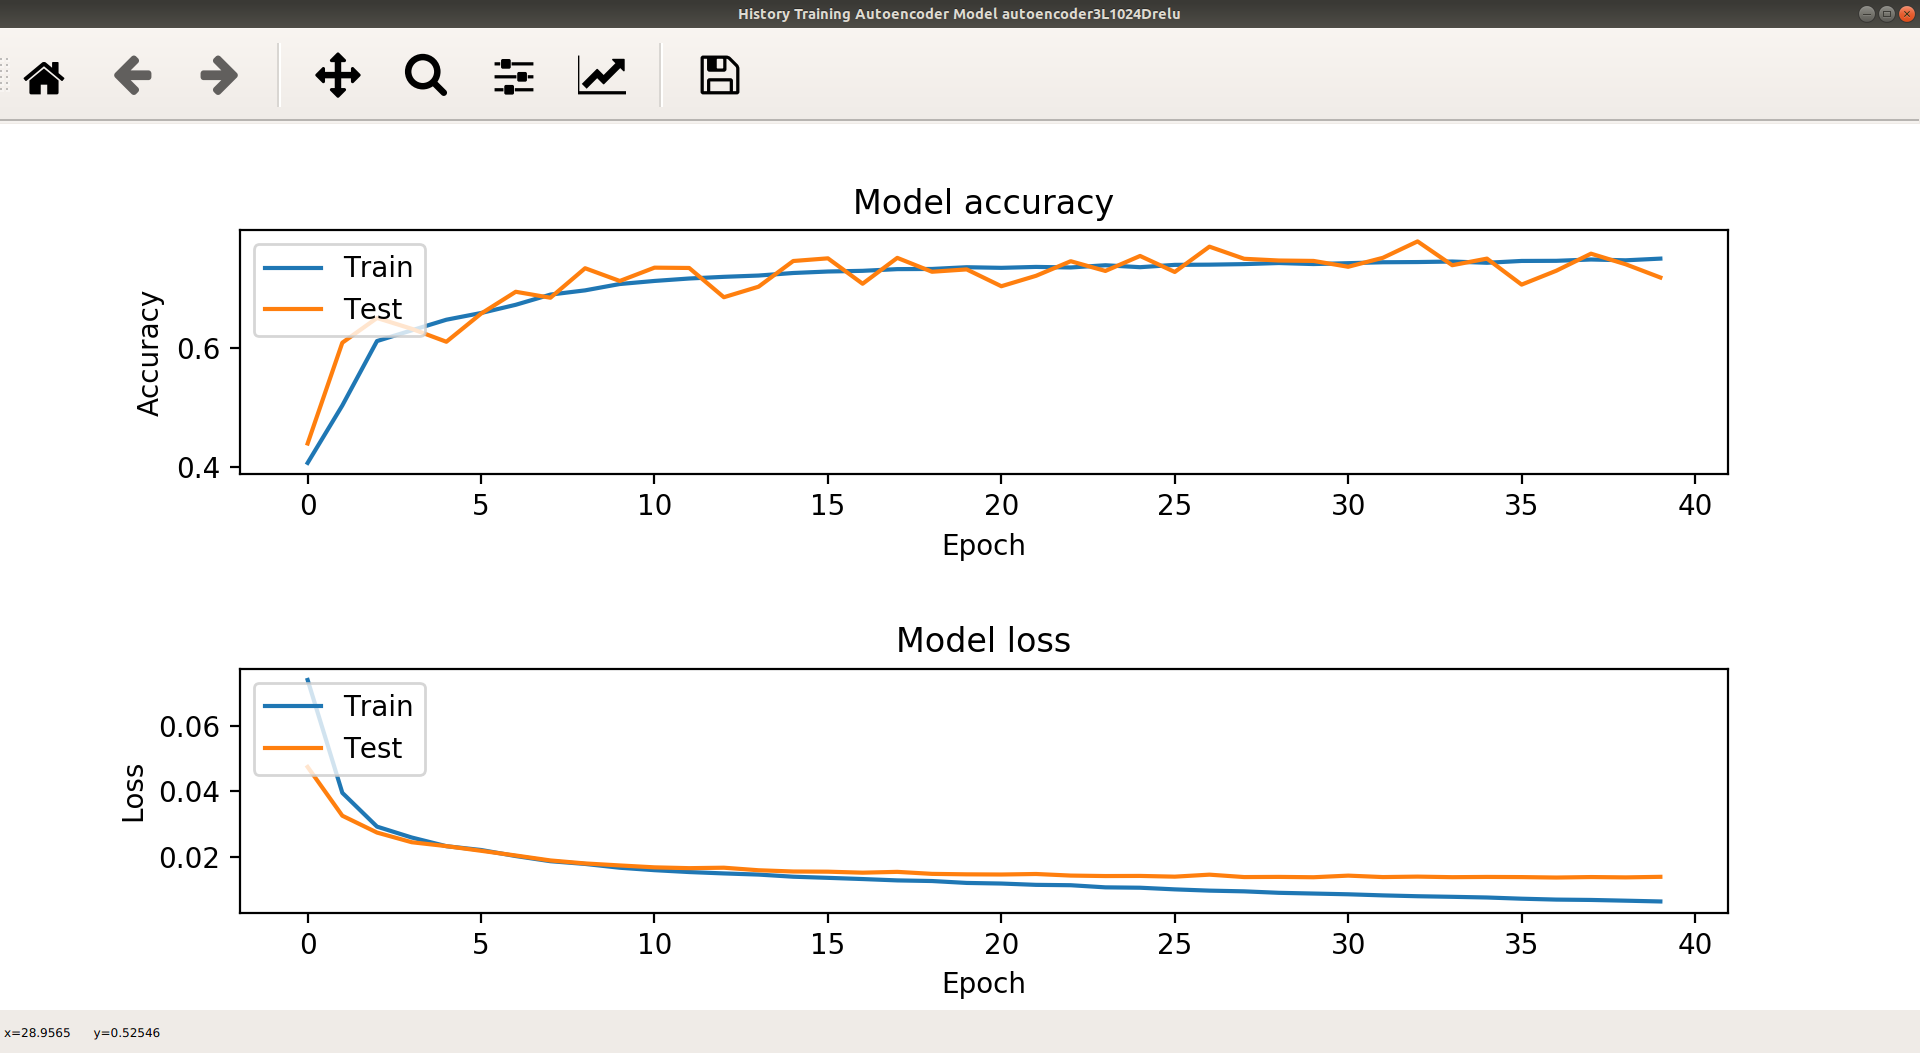 History Training Autoencoder Model autoencoder3L1024Drelu
Model accuracy
Train
Test
Accuracy
0.6
0.4
0 5 10 15 20 25 30 35 40
Epoch
Model loss
Train
Test
Loss
0.06
0.04
0.02
0 5 10 15 20 25 30 35 40
Epoch
x=28.9565 y=0.52546